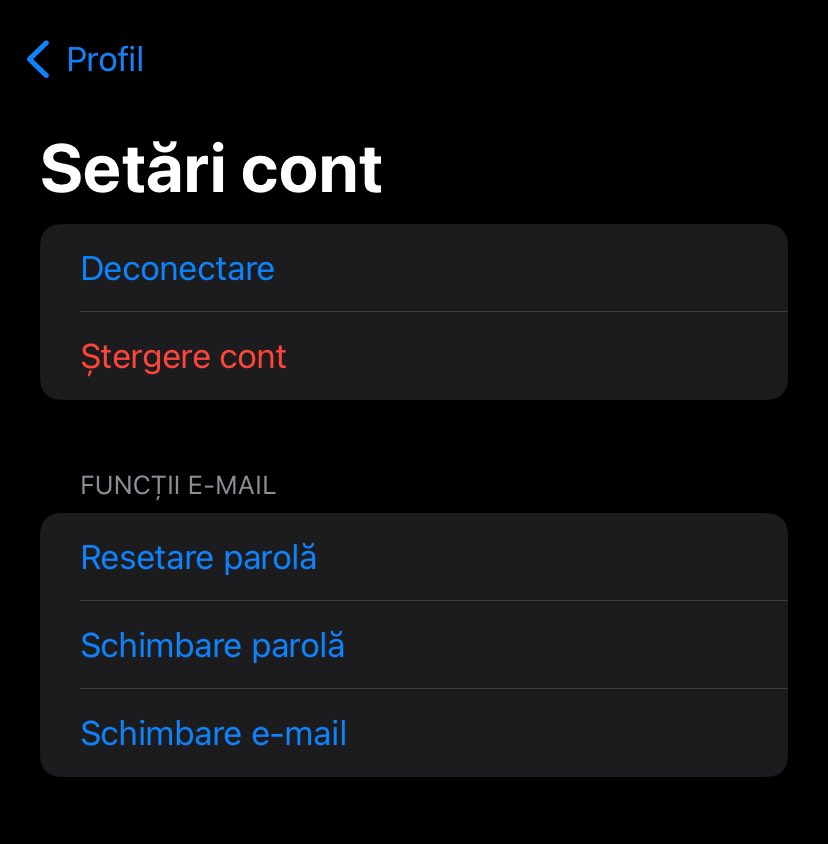 Profil
Setări cont
Deconectare
Ștergere cont
FUNCȚII E-MAIL
Resetare parolă
Schimbare parolă
Schimbare e-mail